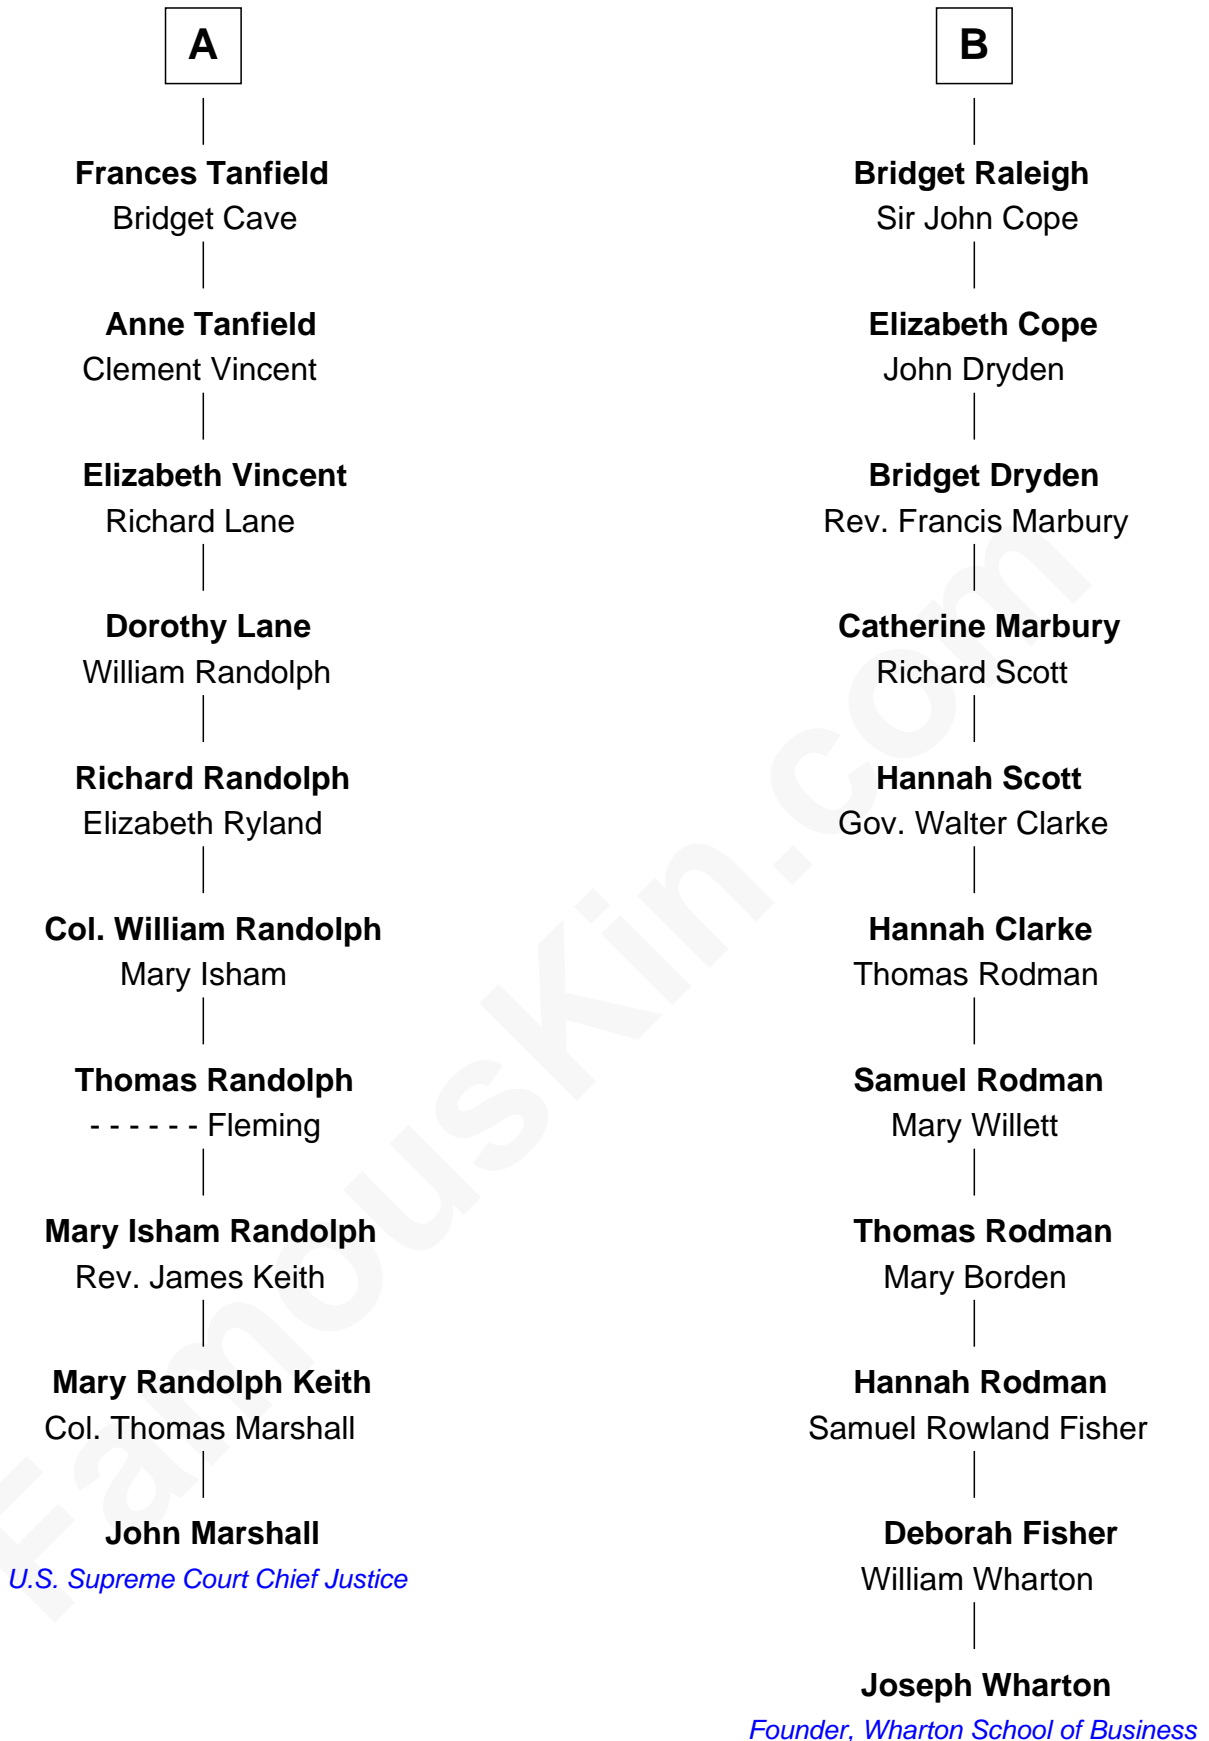 A
Frances Tanfield
Bridget Cave
Anne Tanfield
Clement Vincent
Elizabeth Vincent
Richard Lane
Dorothy Lane
William Randolph
Richard Randolph
Elizabeth Ryland
Col. William Randolph
Mary Isham
Thomas Randolph
- - - - - - Fleming
Mary Isham Randolph
Rev. James Keith
Mary Randolph Keith
Col. Thomas Marshall
John Marshall
U.S. Supreme Court Chief Justice
B
Bridget Raleigh
Sir John Cope
Elizabeth Cope
John Dryden
Bridget Dryden
Rev. Francis Marbury
Catherine Marbury
Richard Scott
Hannah Scott
Gov. Walter Clarke
Hannah Clarke
Thomas Rodman
Samuel Rodman
Mary Willett
Thomas Rodman
Mary Borden
Hannah Rodman
Samuel Rowland Fisher
Deborah Fisher
William Wharton
Joseph Wharton
Founder, Wharton School of Business
FamousKin.com